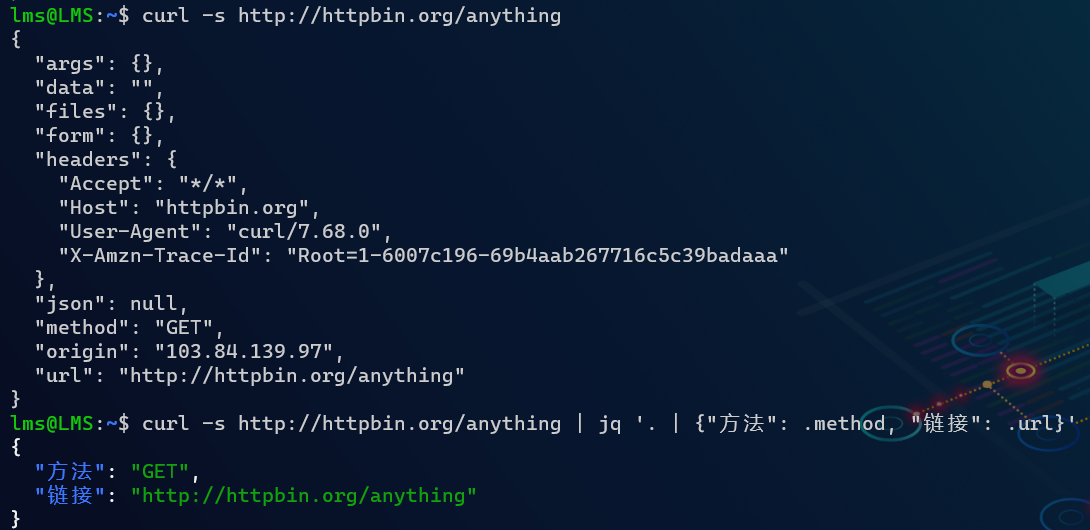 lms@LMS:~$ curl -s http://httpbin.org/anything
{
  "args": {},
  "data": "",
  "files": {},
  "form": {},
  "headers": {
    "Accept": "*/*",
    "Host": "httpbin.org",
    "User-Agent": "curl/7.68.0",
    "X-Amzn-Trace-Id": "Root=1-6007c196-69b4aab267716c5c39badaaa"
  },
  "json": null,
  "method": "GET",
  "origin": "103.84.139.97",
  "url": "http://httpbin.org/anything"
}
lms@LMS:~$ curl -s http://httpbin.org/anything | jq '. | {"方法": .method, "链接": .url}'
{
  "方法": "GET",
  "链接": "http://httpbin.org/anything"
}